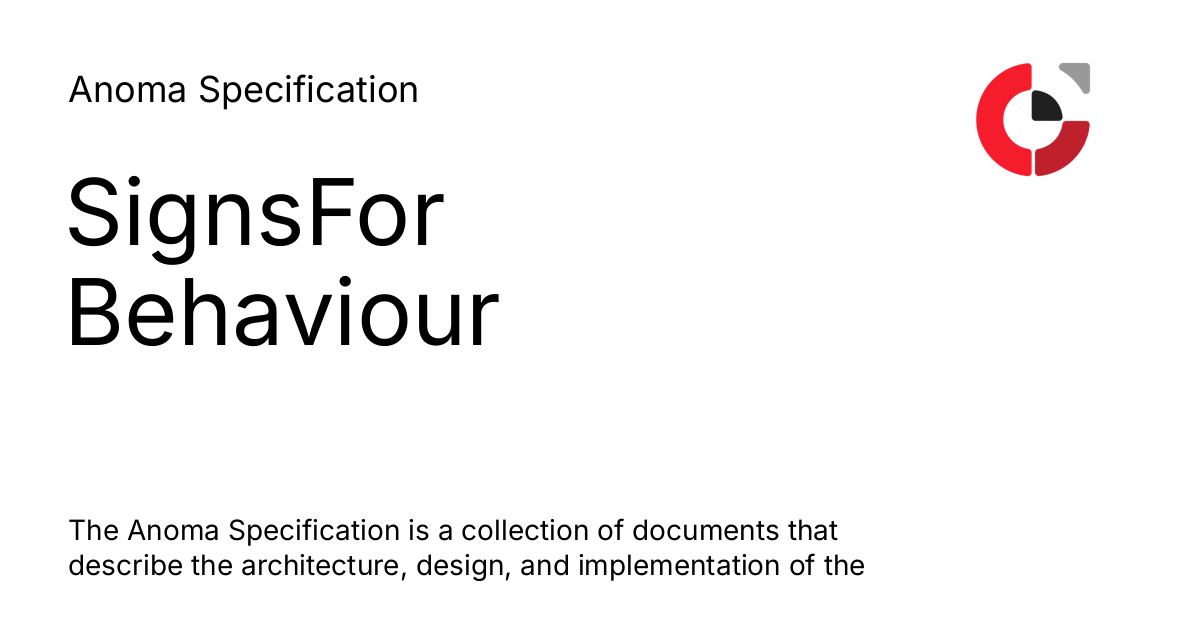 Anoma Specification
SignsFor
Behaviour
The Anoma Specification is a collection of documents that
describe the architecture, design, and implementation of the